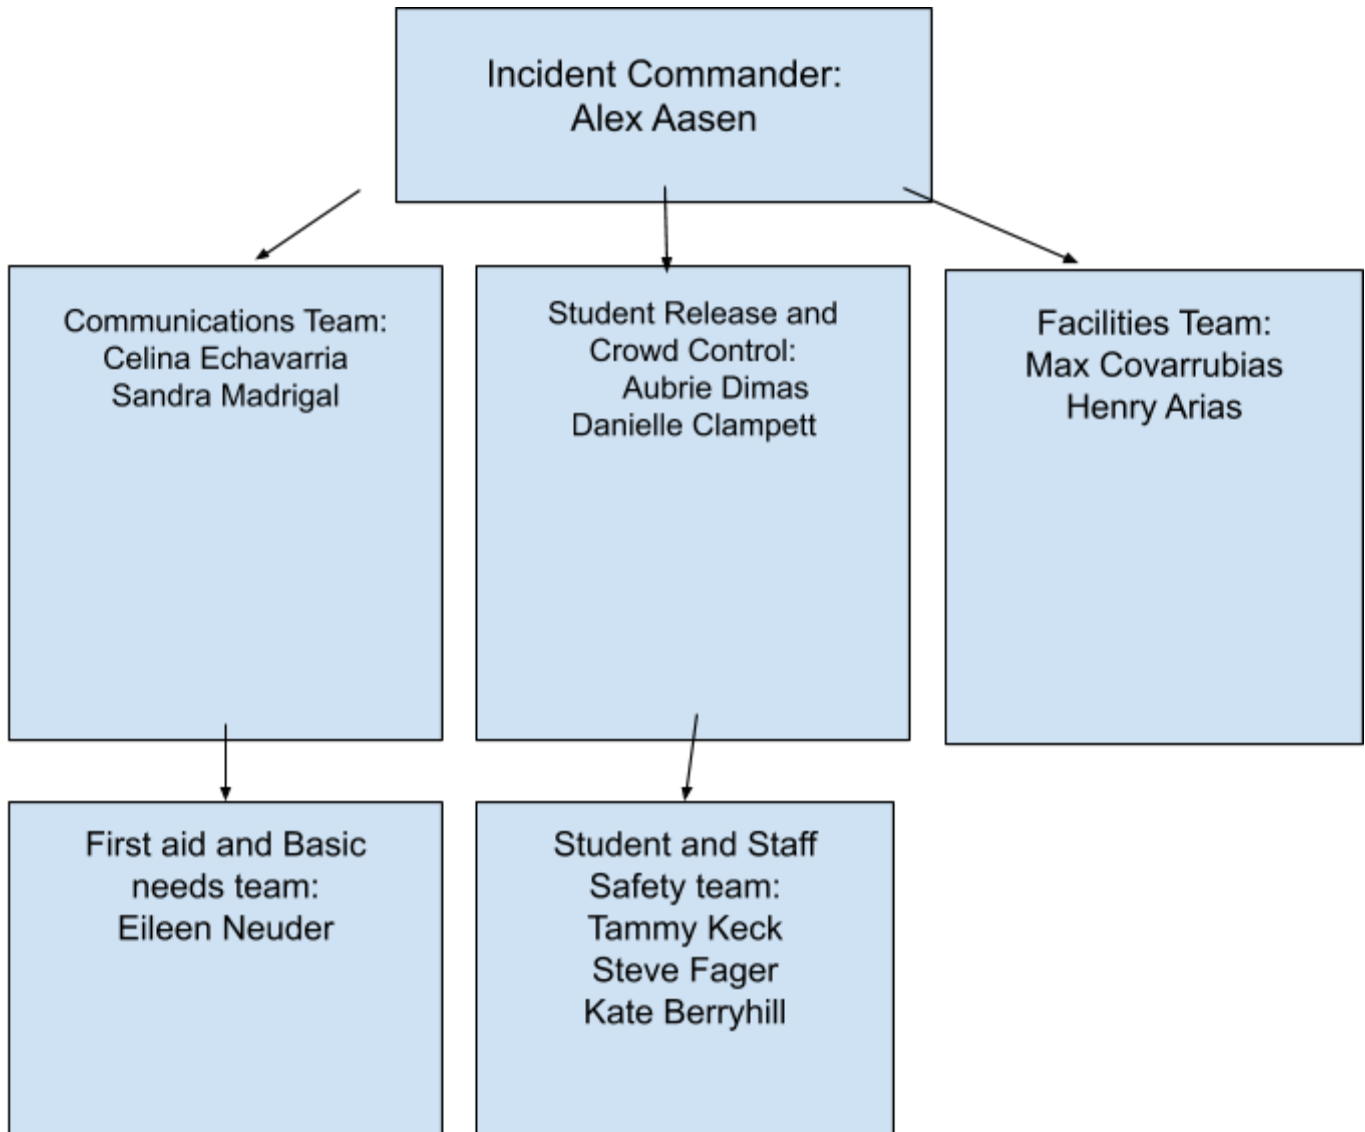 Incident Commander:
Alex Aasen
Communications Team:
Celina Echavarria
Sandra Madrigal
Student Release and
Crowd Control:
Aubrie Dimas
Danielle Clampett
Facilities Team:
Max Covarrubias
Henry Arias
First aid and Basic
needs team:
Eileen Neuder
Student and Staff
Safety team:
Tammy Keck
Steve Fager
Kate Berryhill